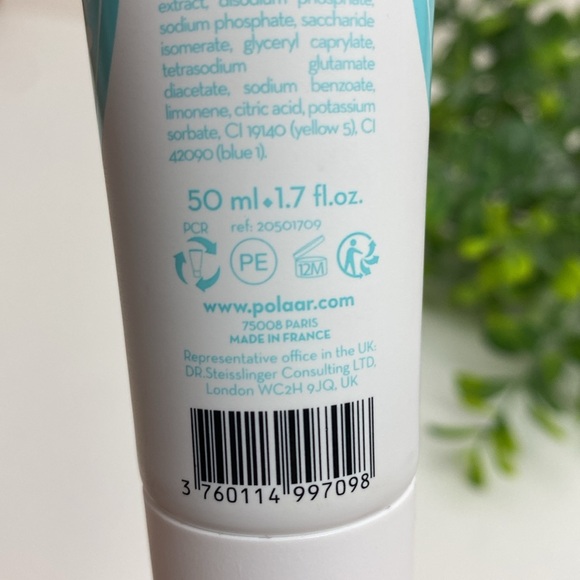 extract, disodium phosphate,
sodium phosphate, saccharide
isomerate, glyceryl caprylate,
tetrasodium glutamate
diacetate, sodium benzoate,
limonene, citric acid, potassium
sorbate, CI 19140 (yellow 5), CI
42090 (blue 1).
50 ml♦1.7 fl.oz.
PCR ref: 20501709
PE 12M
www.polaar.com
75008 PARIS
MADE IN FRANCE
Representative office in the UK:
DR.Steisslinger Consulting LTD,
London WC2H 9JQ, UK
3 760114 997098